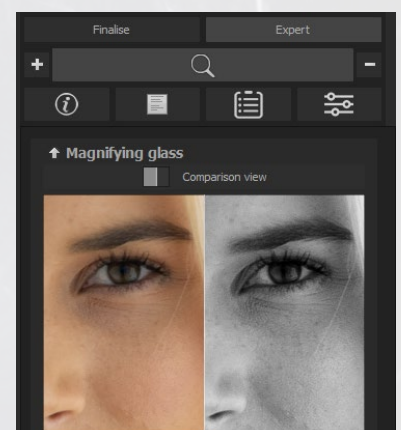 Finalise Expert
+ -
Magnifying glass
Comparison view